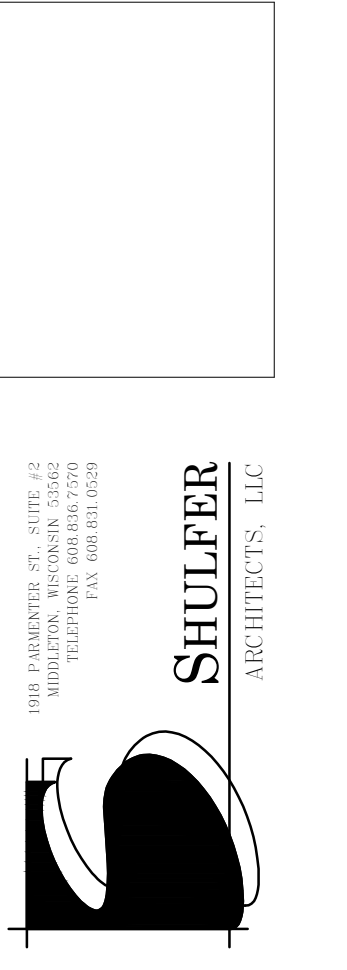 SHULFER
ARCHITECTS, LLC
1918 PARMENTER ST., SUITE #2
MIDDLETON, WISCONSIN 53562
TELEPHONE 608.836.7570
FAX 608.831.0529